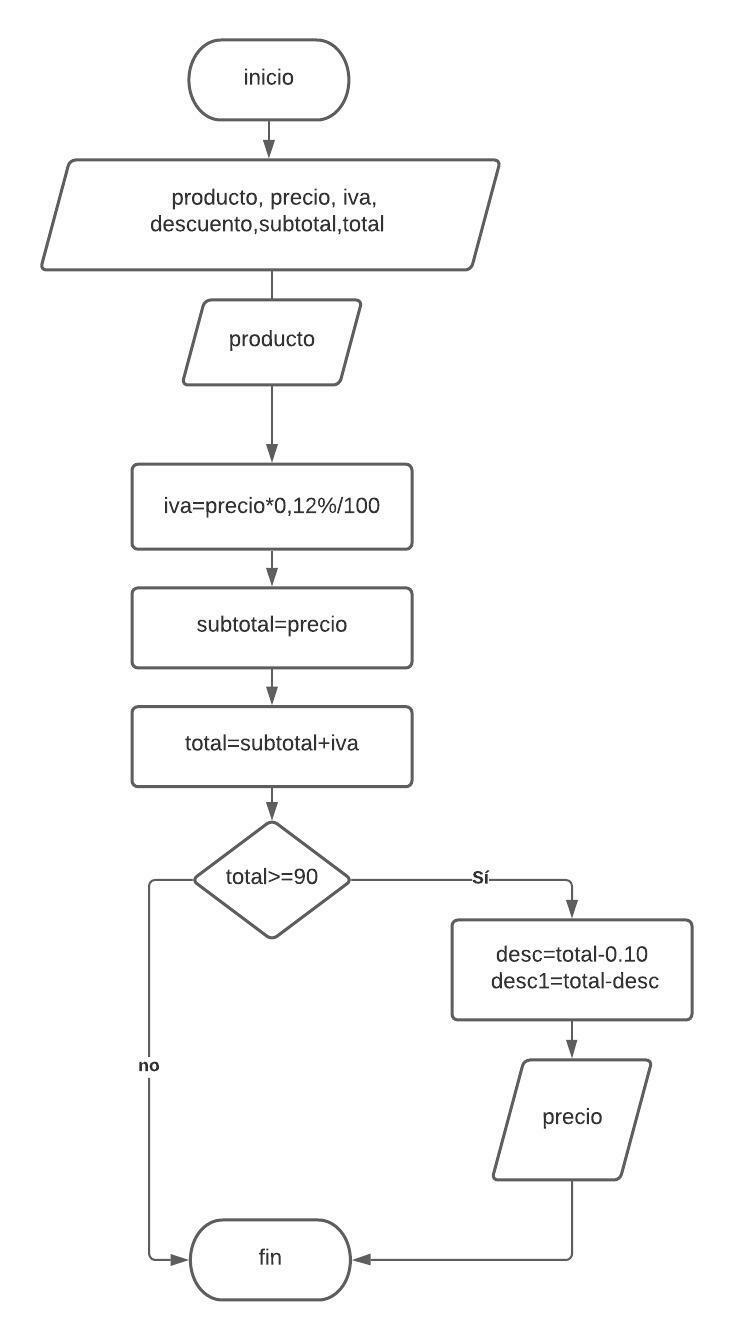 inicio
producto, precio, iva,
descuento,subtotal,total
producto
iva=precio*0,12%/100
subtotal=precio
total=subtotal+iva
total>=90
Sí
desc=total-0.10
desc1=total-desc
no
precio
fin